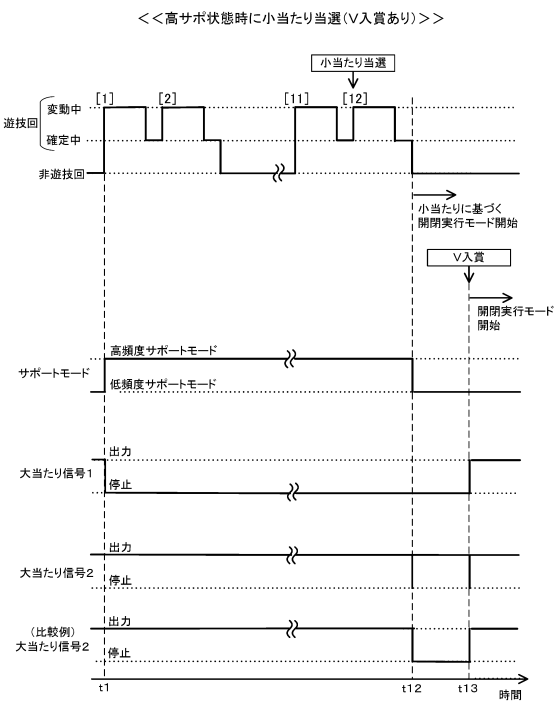 <<高サポ状態時に小当たり当選(V入賞あり)>>
小当たり当選
[1]
[2]
[11]
[12]
遊技回
変動中
確定中
非遊技回
小当たりに基づく
開閉実行モード開始
V入賞
開閉実行モード
開始
サポートモード
高頻度サポートモード
低頻度サポートモード
大当たり信号1
出力
停止
大当たり信号2
出力
停止
(比較例)
大当たり信号2
出力
停止
t1
t12
t13
時間